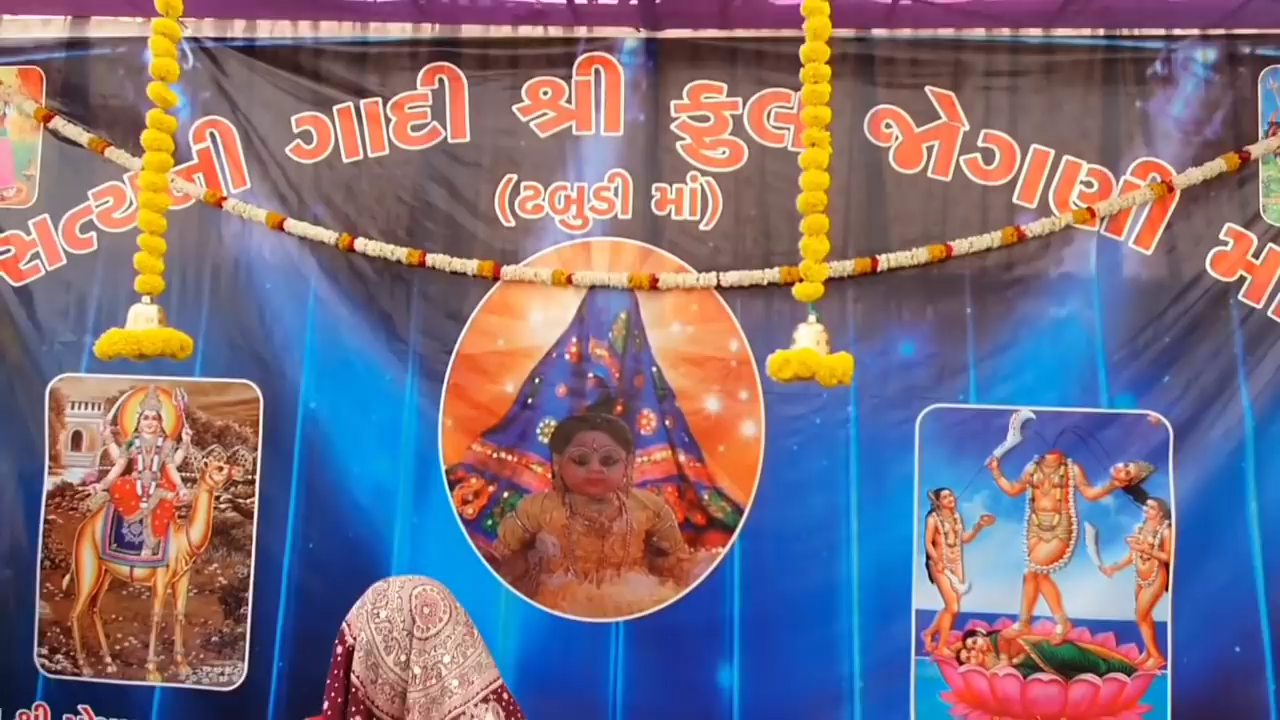 સત્યની ગાદી શ્રી ફુલ જોગણી માં
(ટબુડી માં)
શ્રી